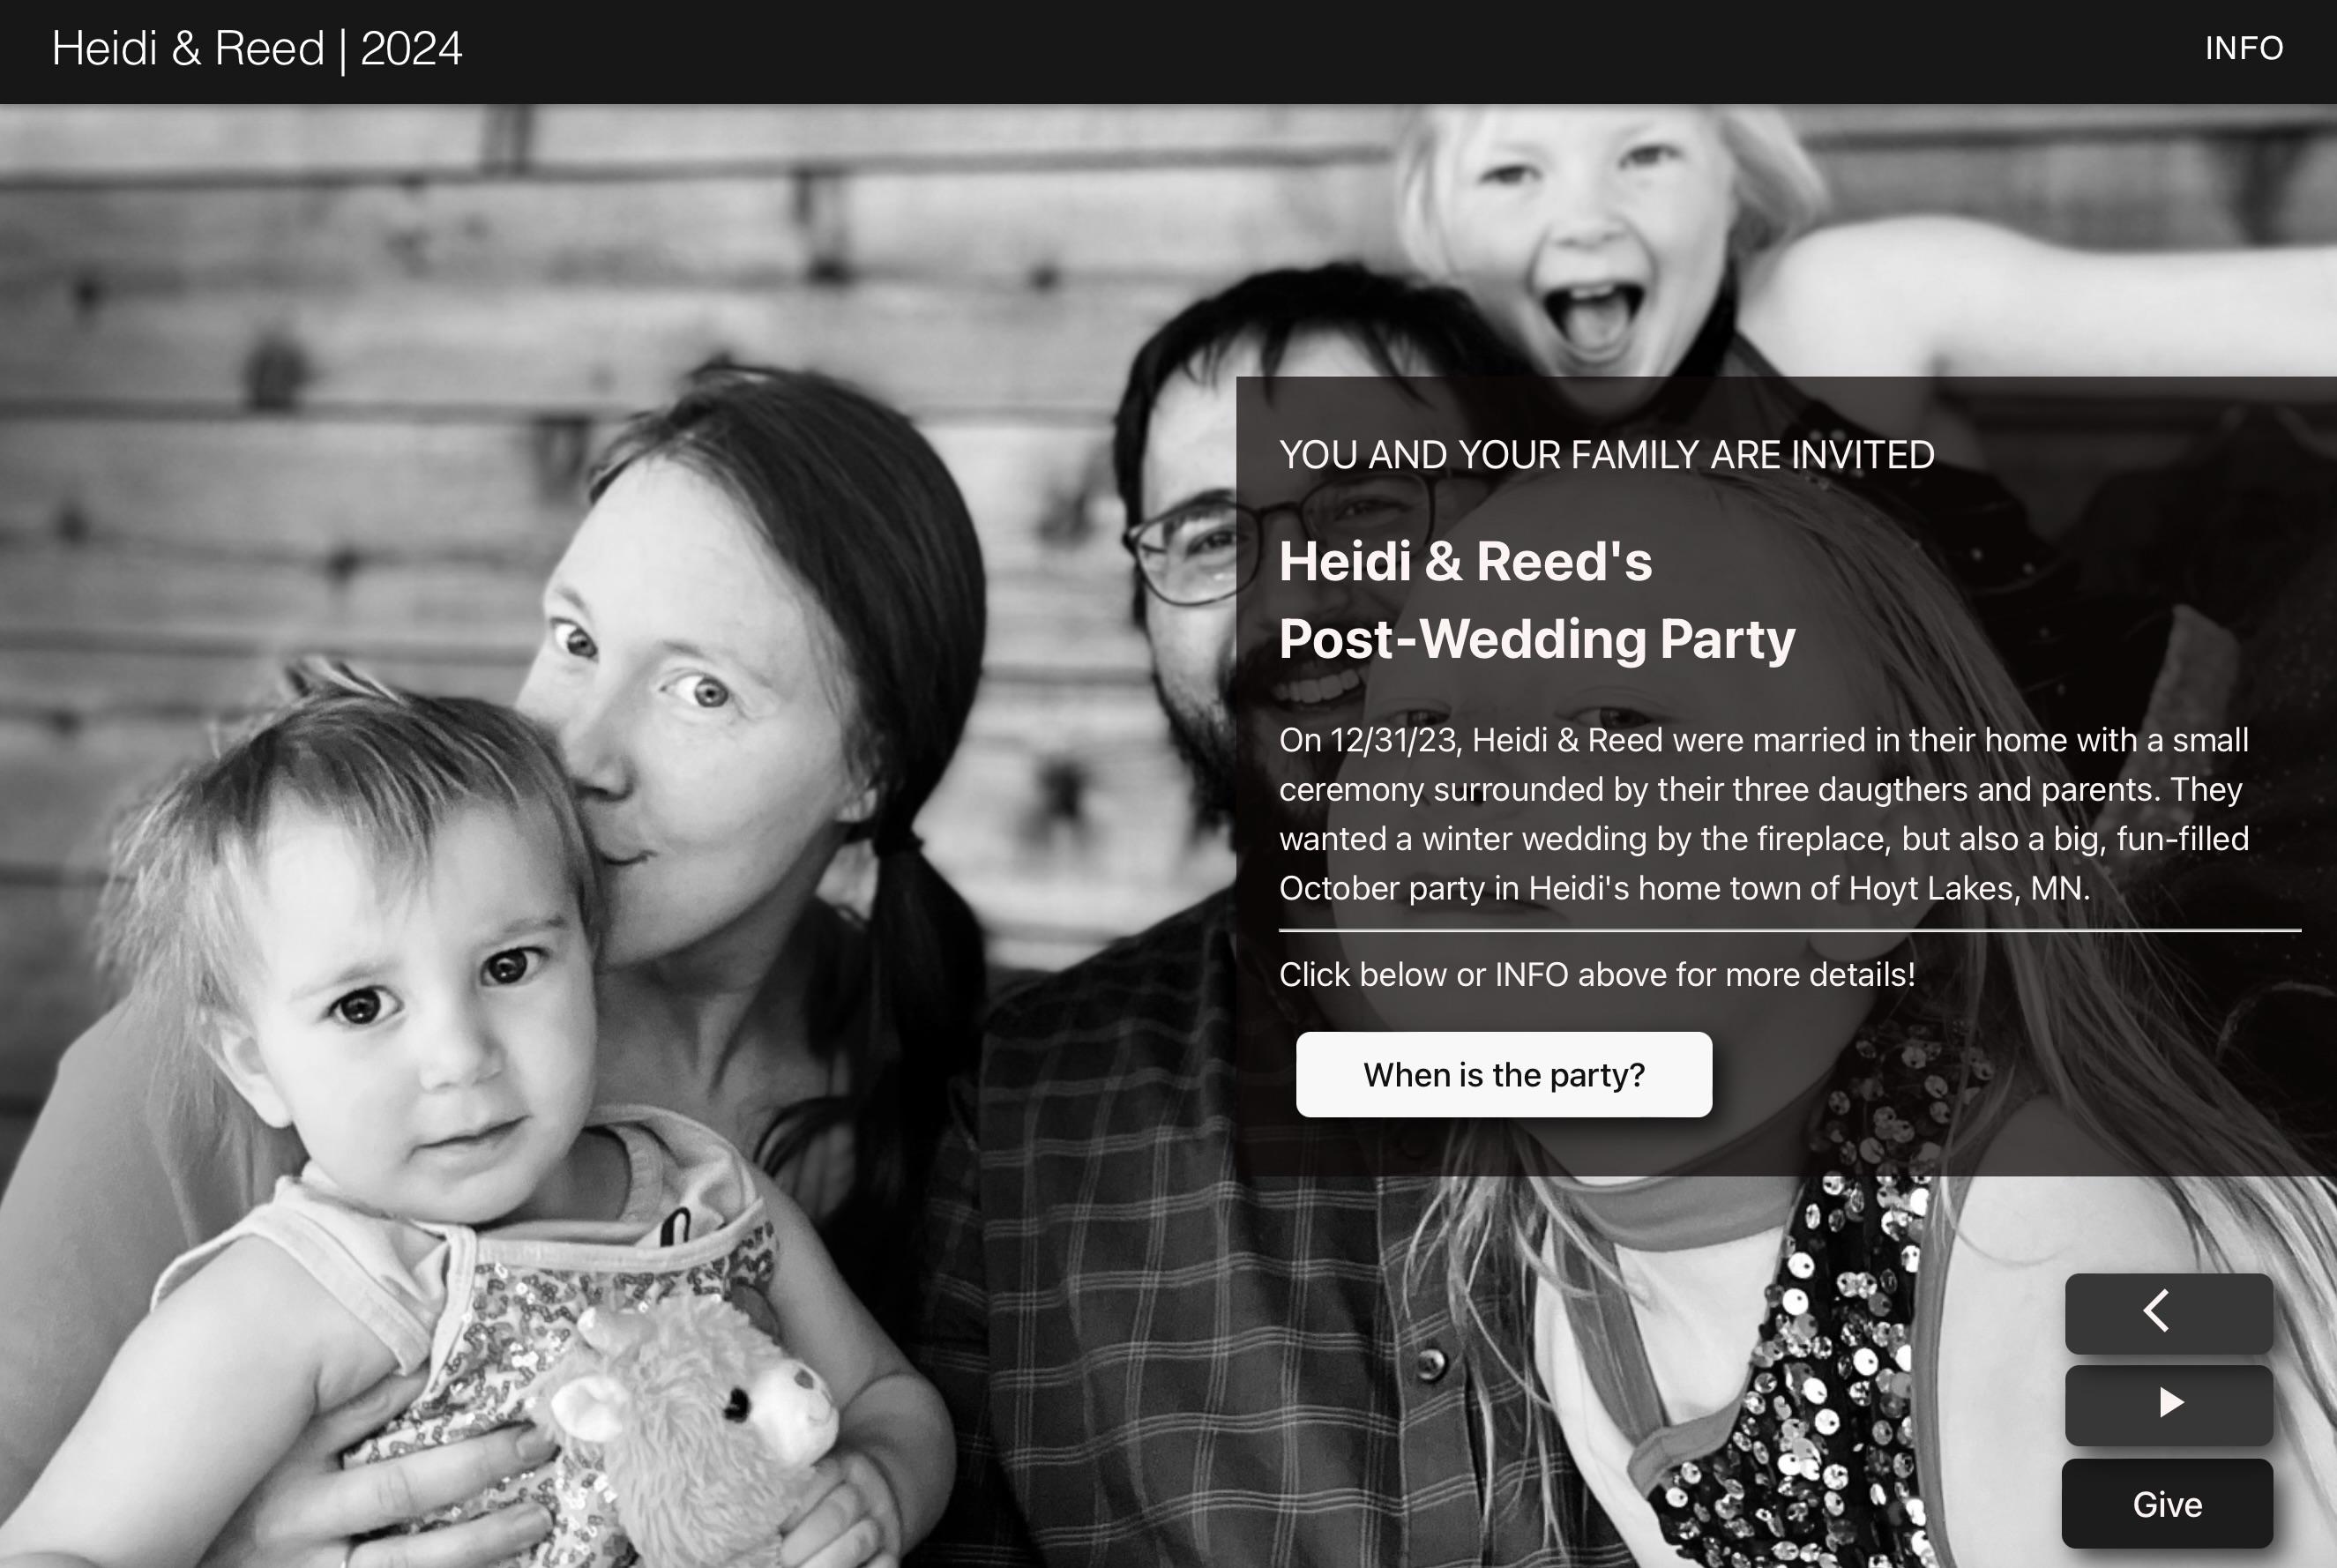 Heidi & Reed | 2024
INFO
YOU AND YOUR FAMILY ARE INVITED
Heidi & Reed's
Post-Wedding Party
On 12/31/23, Heidi & Reed were married in their home with a small
ceremony surrounded by their three daugthers and parents. They
wanted a winter wedding by the fireplace, but also a big, fun-filled
October party in Heidi's home town of Hoyt Lakes, MN.
Click below or INFO above for more details!
When is the party?
Give